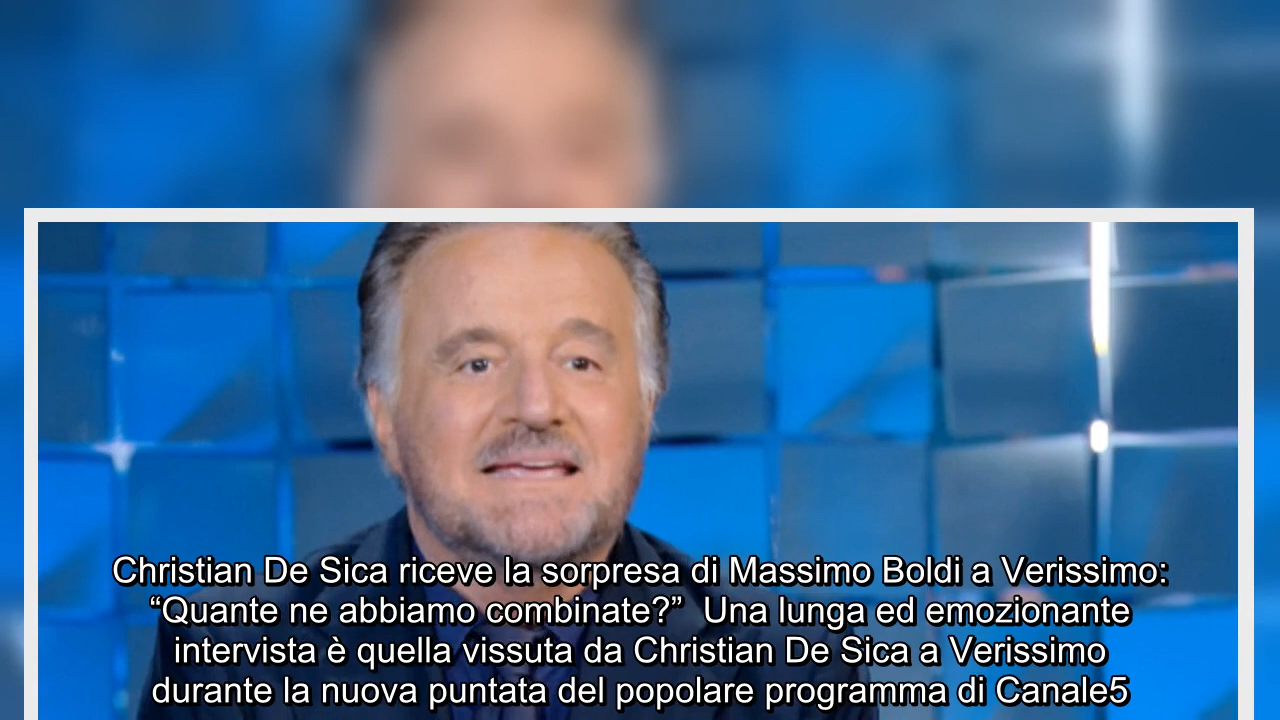 Christian De Sica riceve la sorpresa di Massimo Boldi a Verissimo:
“Quante ne abbiamo combinate?”  Una lunga ed emozionante
intervista è quella vissuta da Christian De Sica a Verissimo
durante la nuova puntata del popolare programma di Canale5